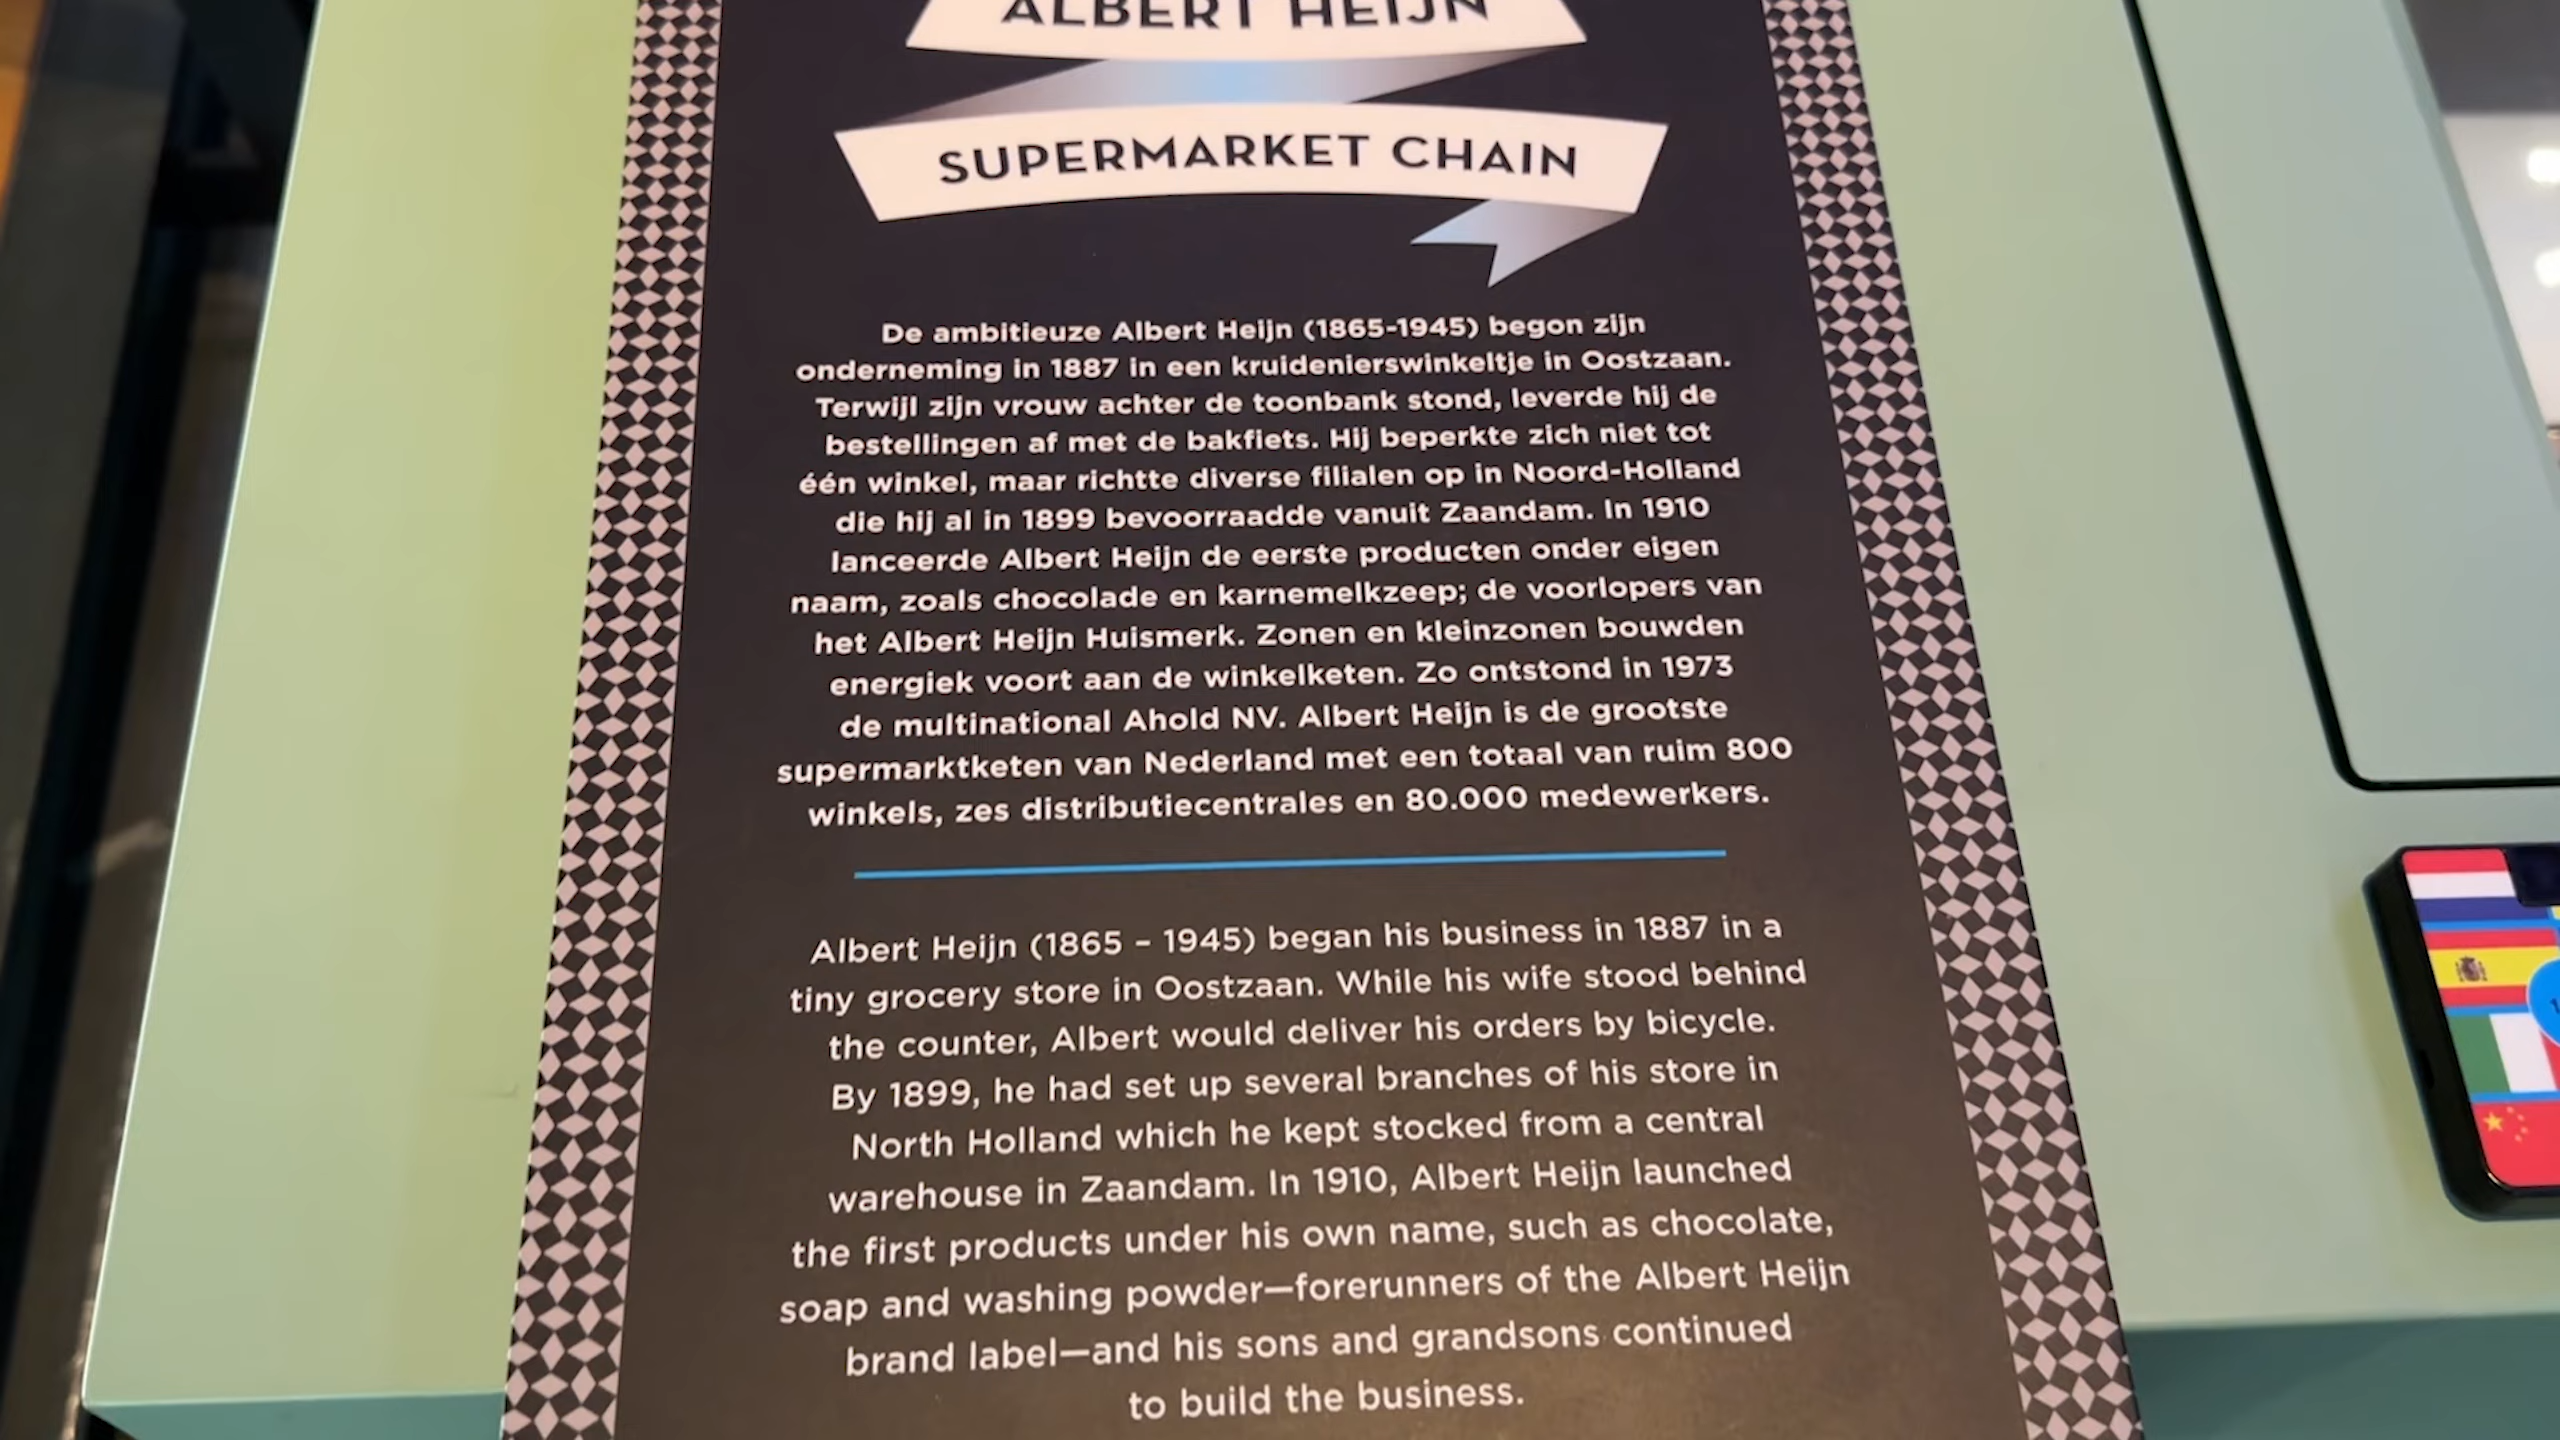 ALBERT HEIJN
SUPERMARKET CHAIN
De ambitieuze Albert Heijn (1865-1945) begon zijn
onderneming in 1887 in een kruidenierswinkeltje in Oostzaan.
Terwijl zijn vrouw achter de toonbank stond, leverde hij de
bestellingen af met de bakfiets. Hij beperkte zich niet tot
één winkel, maar richtte diverse filialen op in Noord-Holland
die hij al in 1899 bevoorraadde vanuit Zaandam. In 1910
lanceerde Albert Heijn de eerste producten onder eigen
naam, zoals chocolade en karnemelkzeep; de voorlopers van
het Albert Heijn Huismerk. Zonen en kleinzonen bouwden
energiek voort aan de winkelketen. Zo ontstond in 1973
de multinational Ahold NV. Albert Heijn is de grootste
supermarktketen van Nederland met een totaal van ruim 800
winkels, zes distributiecentrales en 80.000 medewerkers.
Albert Heijn (1865 – 1945) began his business in 1887 in a
tiny grocery store in Oostzaan. While his wife stood behind
the counter, Albert would deliver his orders by bicycle.
By 1899, he had set up several branches of his store in
North Holland which he kept stocked from a central
warehouse in Zaandam. In 1910, Albert Heijn launched
the first products under his own name, such as chocolate,
soap and washing powder—forerunners of the Albert Heijn
brand label—and his sons and grandsons continued
to build the business.